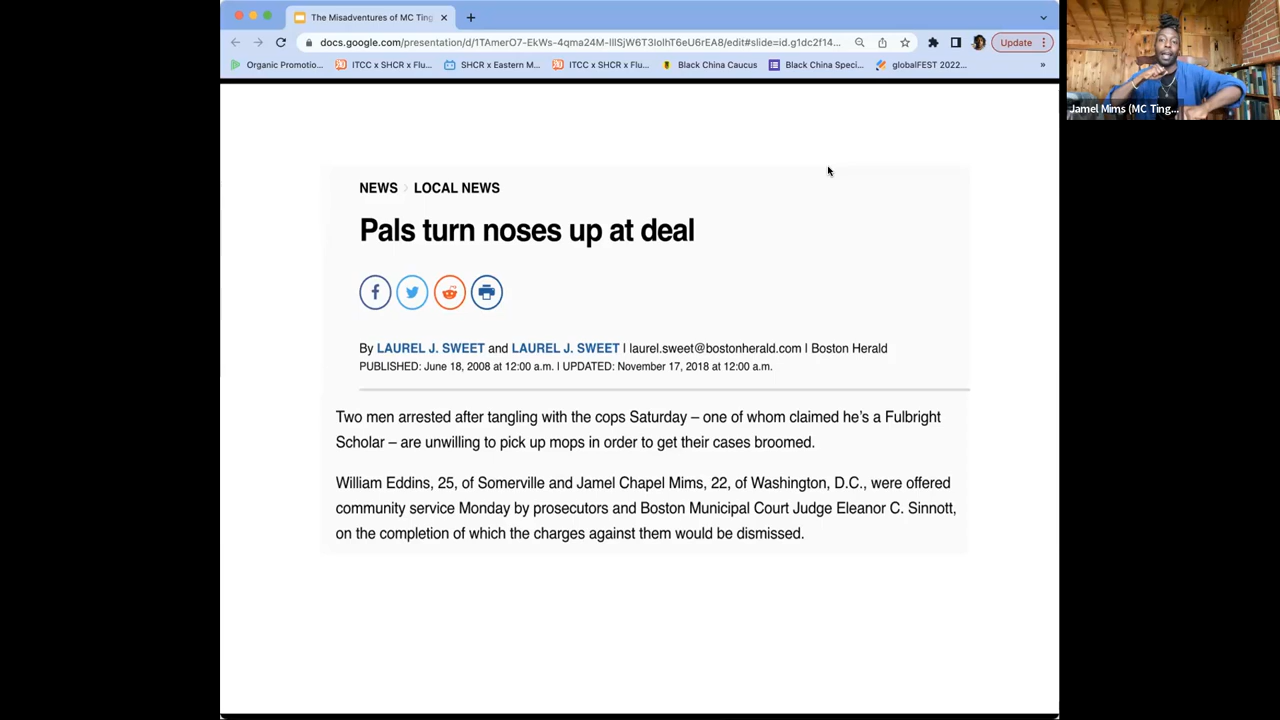 The Misadventures of MC Ting
docs.google.com/presentation/d/1TAmerO7-EkWs-4qma24M-IlISjW6T3IolhT6eU6rEA8/edit#slide=id.g1dc2f14...
Update
Organic Promotio...
ITCC x SHCR x Flu...
SHCR x Eastern M...
ITCC x SHCR x Flu...
Black China Caucus
Black China Speci...
globalFEST 2022...
»
Jamel Mims (MC Ting...
NEWS › LOCAL NEWS
Pals turn noses up at deal
By LAUREL J. SWEET and LAUREL J. SWEET | laurel.sweet@bostonherald.com | Boston Herald
PUBLISHED: June 18, 2008 at 12:00 a.m. | UPDATED: November 17, 2018 at 12:00 a.m.
Two men arrested after tangling with the cops Saturday – one of whom claimed he's a Fulbright
Scholar – are unwilling to pick up mops in order to get their cases broomed.
William Eddins, 25, of Somerville and Jamel Chapel Mims, 22, of Washington, D.C., were offered
community service Monday by prosecutors and Boston Municipal Court Judge Eleanor C. Sinnott,
on the completion of which the charges against them would be dismissed.